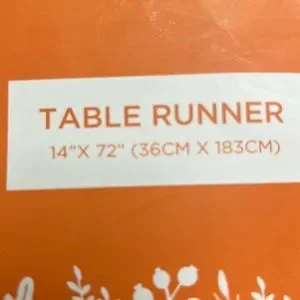 TABLE RUNNER
14"X 72" (36CM X 183CM)